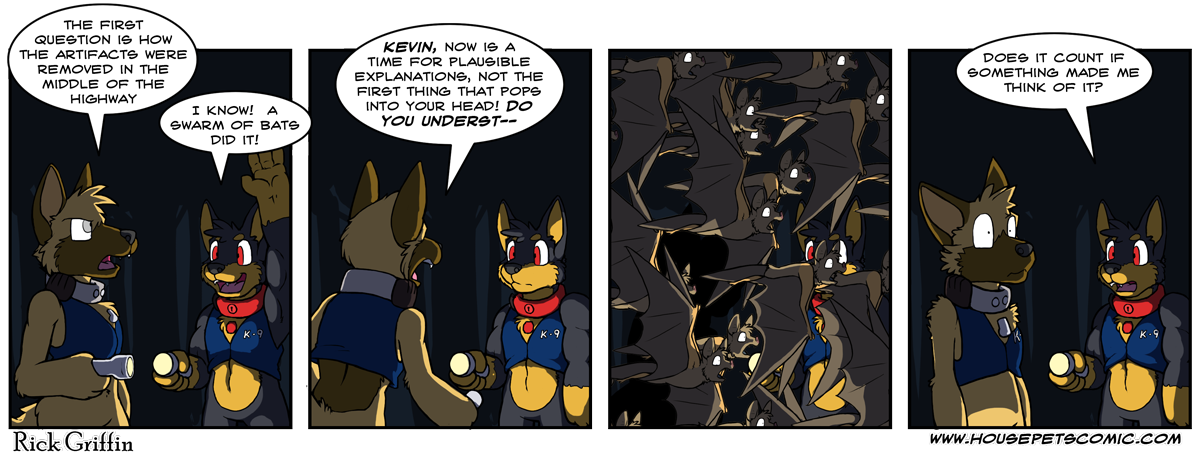 THE FIRST
QUESTION IS HOW
THE ARTIFACTS WERE
REMOVED IN THE
MIDDLE OF THE
HIGHWAY
I KNOW! A
SWARM OF BATS
DID IT!
K-9
KEVIN, NOW IS A
TIME FOR PLAUSIBLE
EXPLANATIONS, NOT THE
FIRST THING THAT POPS
INTO YOUR HEAD! DO
YOU UNDERST--
K-9
DOES IT COUNT IF
SOMETHING MADE ME
THINK OF IT?
K-9
Rick Griffin
WWW.HOUSEPETSCOMIC.COM